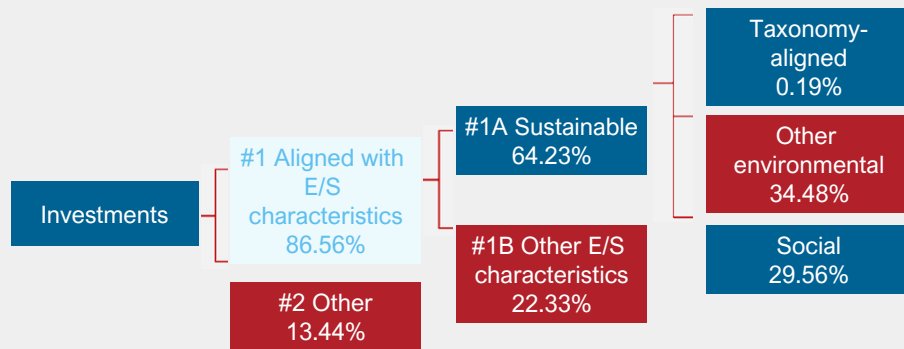 Investments
#1 Aligned with
E/S
characteristics
86.56%
#2 Other
13.44%
#1A Sustainable
64.23%
#1B Other E/S
characteristics
22.33%
Taxonomy-
aligned
0.19%
Other
environmental
34.48%
Social
29.56%